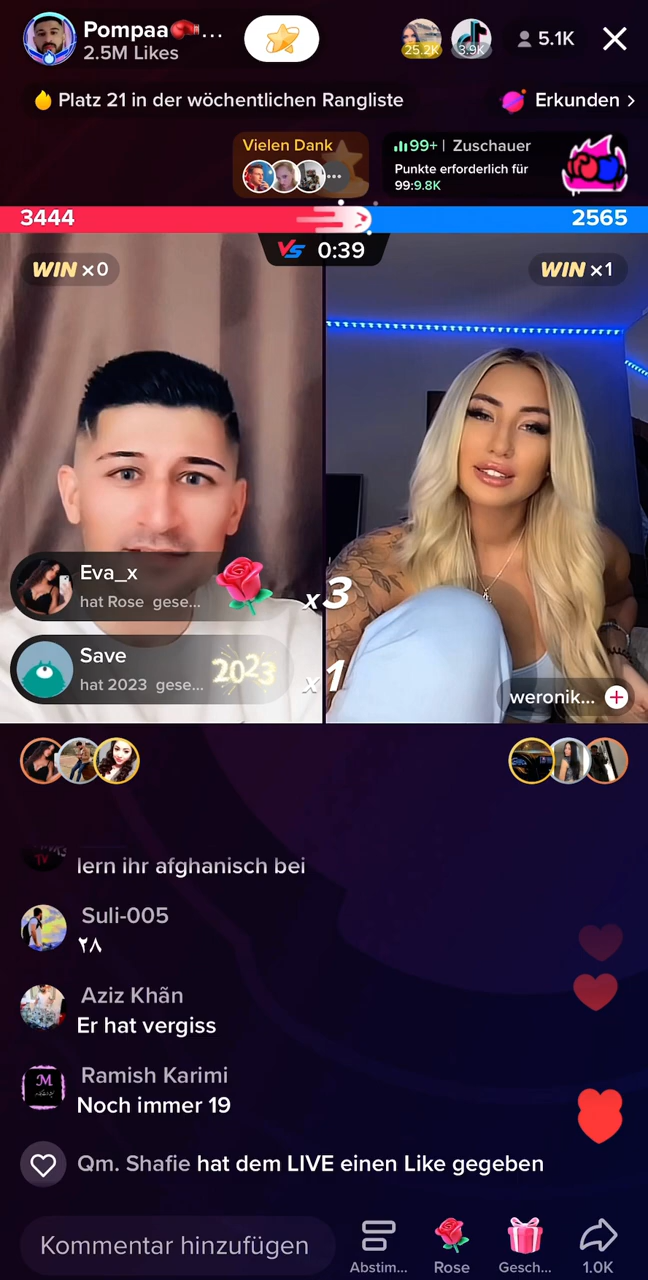 Pompaa🥊...
2.5M Likes
25.2K
3.9K
5.1K
Platz 21 in der wöchentlichen Rangliste
Erkunden >
Vielen Dank
99+ | Zuschauer
Punkte erforderlich für
99:9.8K
3444
2565
VS 0:39
WIN x0
WIN x1
Eva_x
hat Rose gese...
x3
Save
hat 2023 gese...
2023
x1
weronik...
TV
lern ihr afghanisch bei
Suli-005
٢٨
Aziz Khãn
Er hat vergiss
M
Ramish Karimi
Noch immer 19
Qm. Shafie hat dem LIVE einen Like gegeben
Kommentar hinzufügen
Abstim...
Rose
Gesch...
1.0K